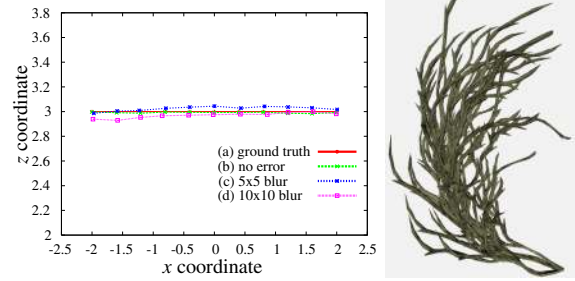 3.8
3.6
3.4
3.2
3
2.8
2.6
2.4
2.2
2
z coordinate
(a) ground truth
(b) no error
(c) 5x5 blur
(d) 10x10 blur
-2.5 -2 -1.5 -1 -0.5 0 0.5 1 1.5 2 2.5
x coordinate